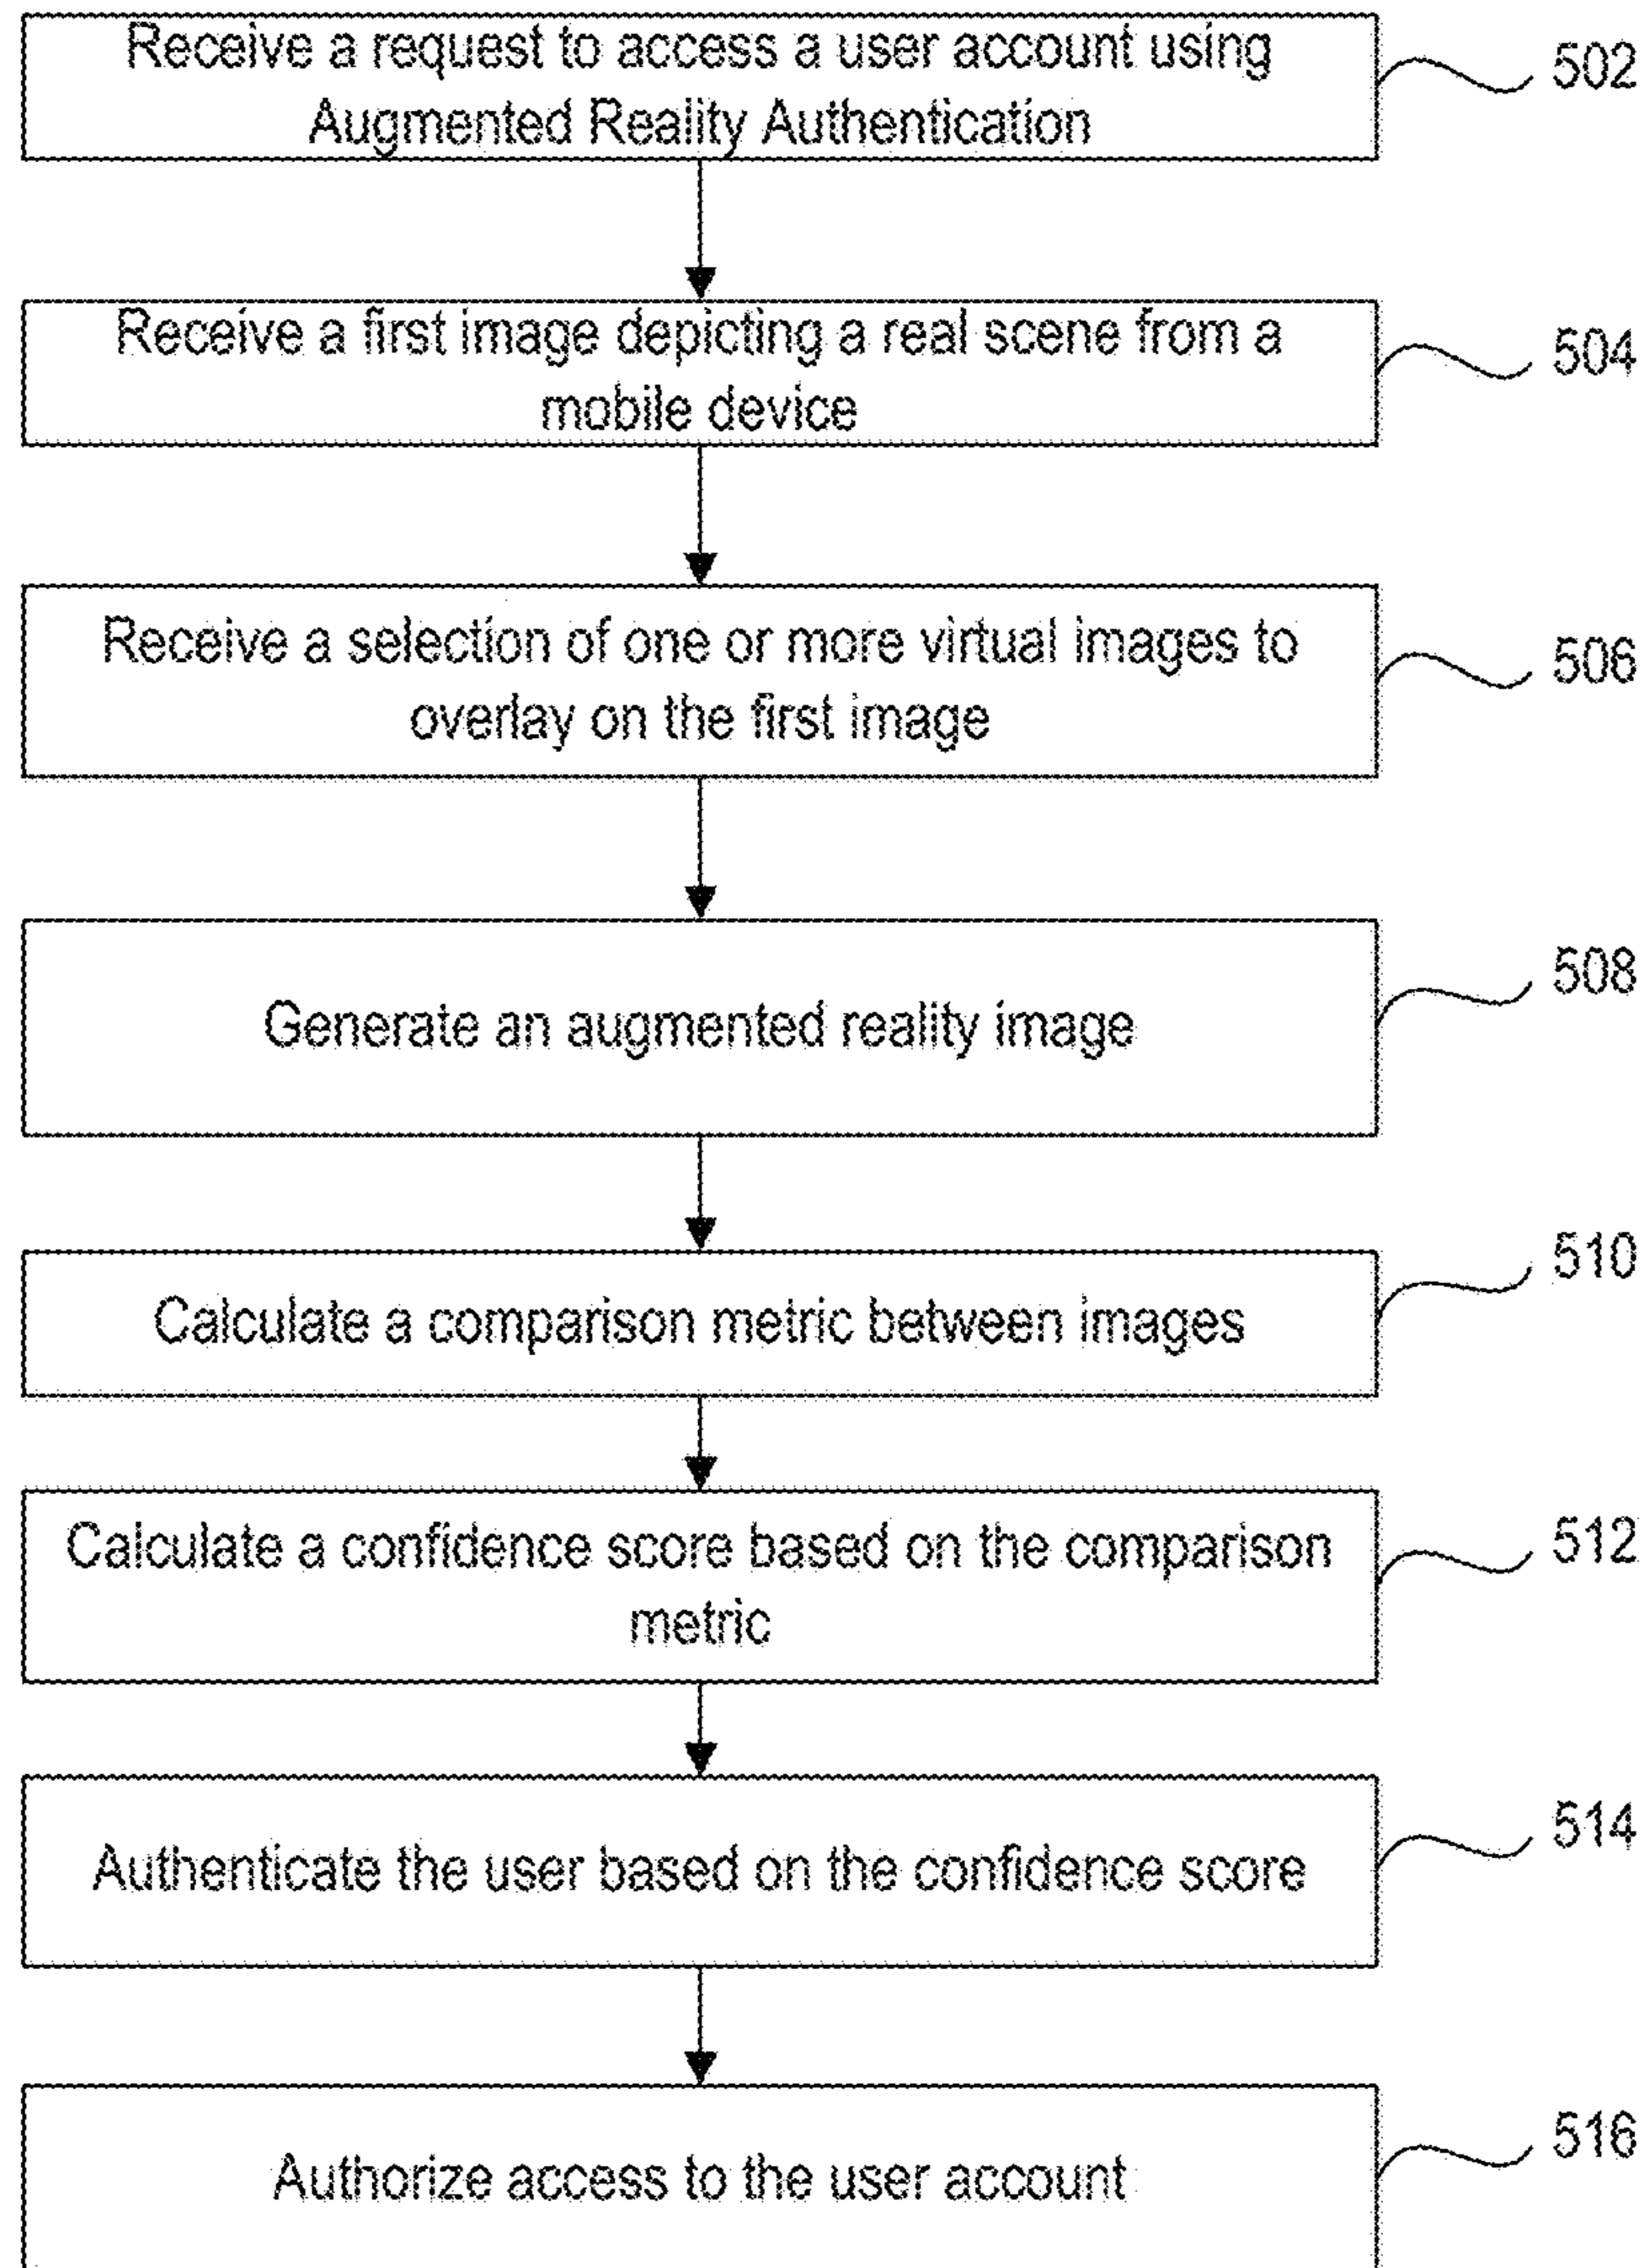 Receive a request to access a user account using
Augmented Reality Authentication
502
Receive a first image depicting a real scene from a
mobile device
504
Receive a selection of one or more virtual images to
overlay on the first image
506
Generate an augmented reality image
508
Calculate a comparison metric between images
510
Calculate a confidence score based on the comparison
metric
512
Authenticate the user based on the confidence score
514
Authorize access to the user account
516